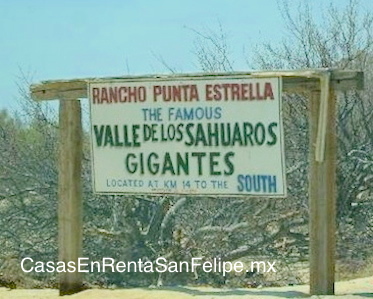 RANCHO PUNTA ESTRELLA
THE FAMOUS
VALLE DE LOS SAHUAROS
GIGANTES
LOCATED AT KM 14 TO THE SOUTH
CasasEnRentaSanFelipe.mx